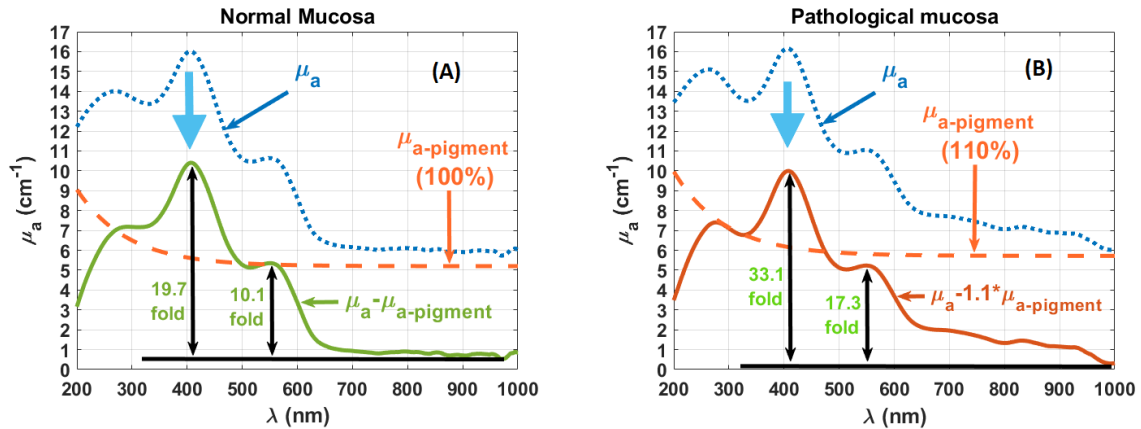 Normal Mucosa
(A)
μa
μa-pigment
(100%)
19.7
fold
10.1
fold
μa-μa-pigment
μa (cm-1)
17
16
15
14
13
12
11
10
9
8
7
6
5
4
3
2
1
0
200 300 400 500 600 700 800 900 1000
λ (nm)
Pathological mucosa
(B)
μa
μa-pigment
(110%)
33.1
fold
17.3
fold
μa-1.1*μa-pigment
μa (cm-1)
17
16
15
14
13
12
11
10
9
8
7
6
5
4
3
2
1
0
200 300 400 500 600 700 800 900 1000
λ (nm)